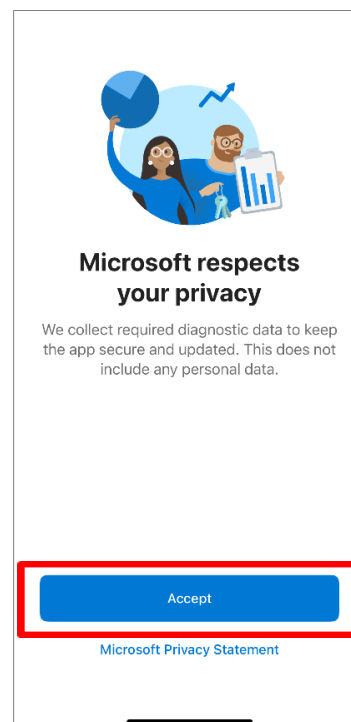 Microsoft respects
your privacy
We collect required diagnostic data to keep
the app secure and updated. This does not
include any personal data.
Accept
Microsoft Privacy Statement